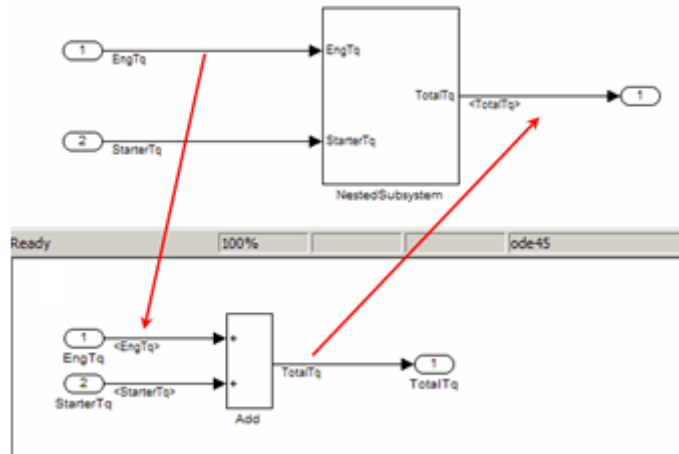 1
EngTq
EngTq
TotalTq
<TotalTq>
1
2
StarterTq
StarterTq
NestedSubsystem
Ready 100% ode45
1
<EngTq>
EngTq
+
2
<StarterTq>
StarterTq
+
Add
TotalTq
1
TotalTq